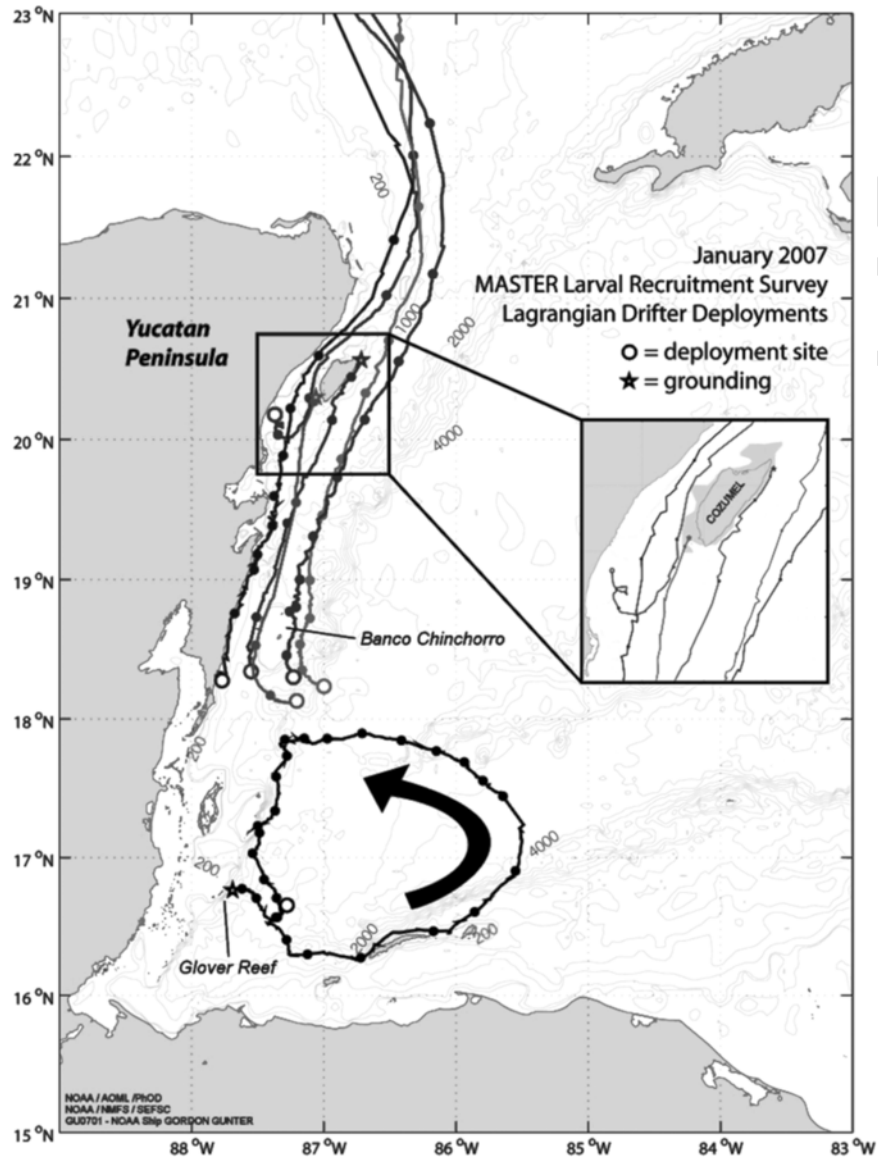 23 °N
22 °N
21 °N
20 °N
19 °N
18 °N
17 °N
16 °N
15 °N
88°W
87°W
86°W
85°W
84°W
83°W
January 2007
MASTER Larval Recruitment Survey
Lagrangian Drifter Deployments
= deployment site
= grounding
Yucatan
Peninsula
200
1000
2000
4000
COZUMEL
Banco Chinchorro
200
4000
200
2000
200
Glover Reef
NOAA / AOML /PhOD
NOAA / NMFS / SEFSC
GU0701 - NOAA Ship GORDON GUNTER